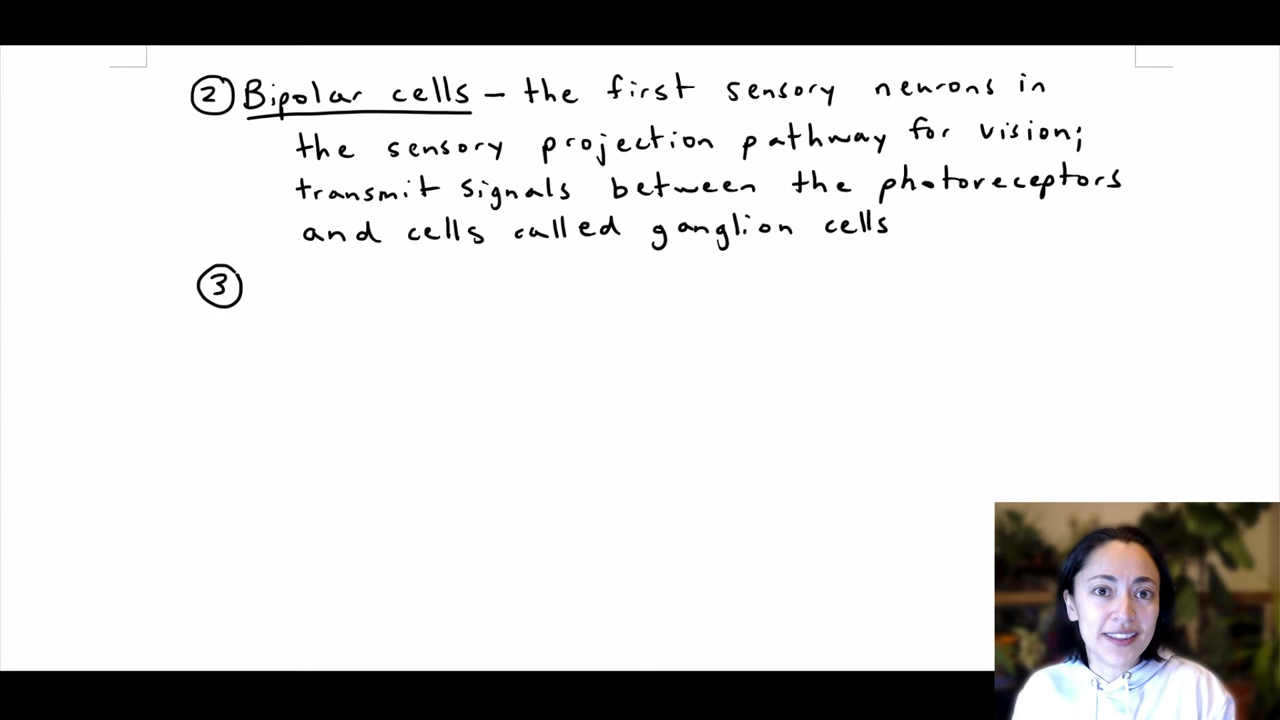 ② Bipolar cells – the first sensory neurons in
the sensory projection pathway for vision;
transmit signals between the photoreceptors
and cells called ganglion cells
③